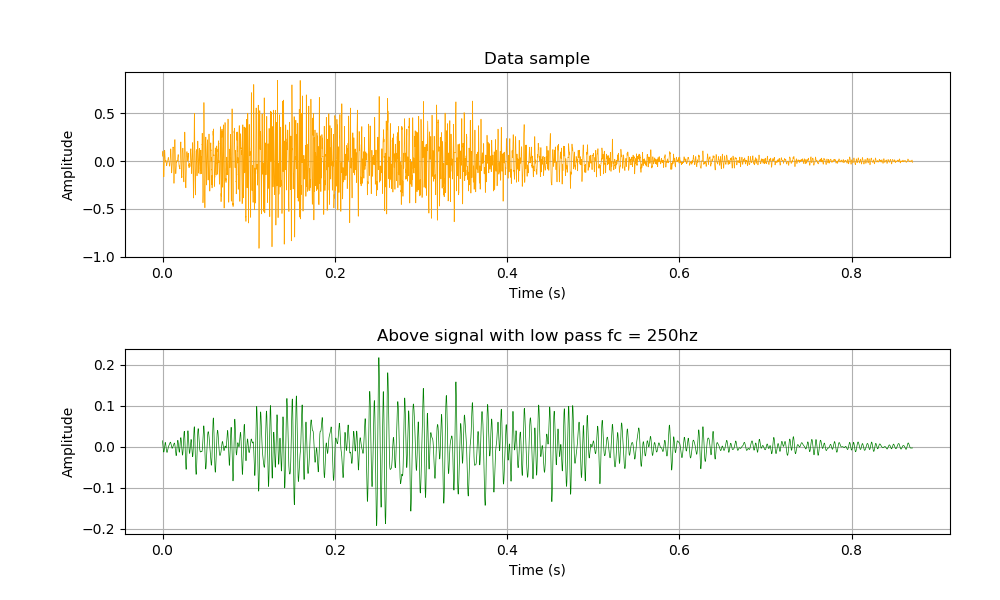 Data sample
0.5
0.0
−0.5
−1.0
Amplitude
0.0 0.2 0.4 0.6 0.8
Time (s)
Above signal with low pass fc = 250hz
0.2
0.1
0.0
−0.1
−0.2
Amplitude
0.0 0.2 0.4 0.6 0.8
Time (s)